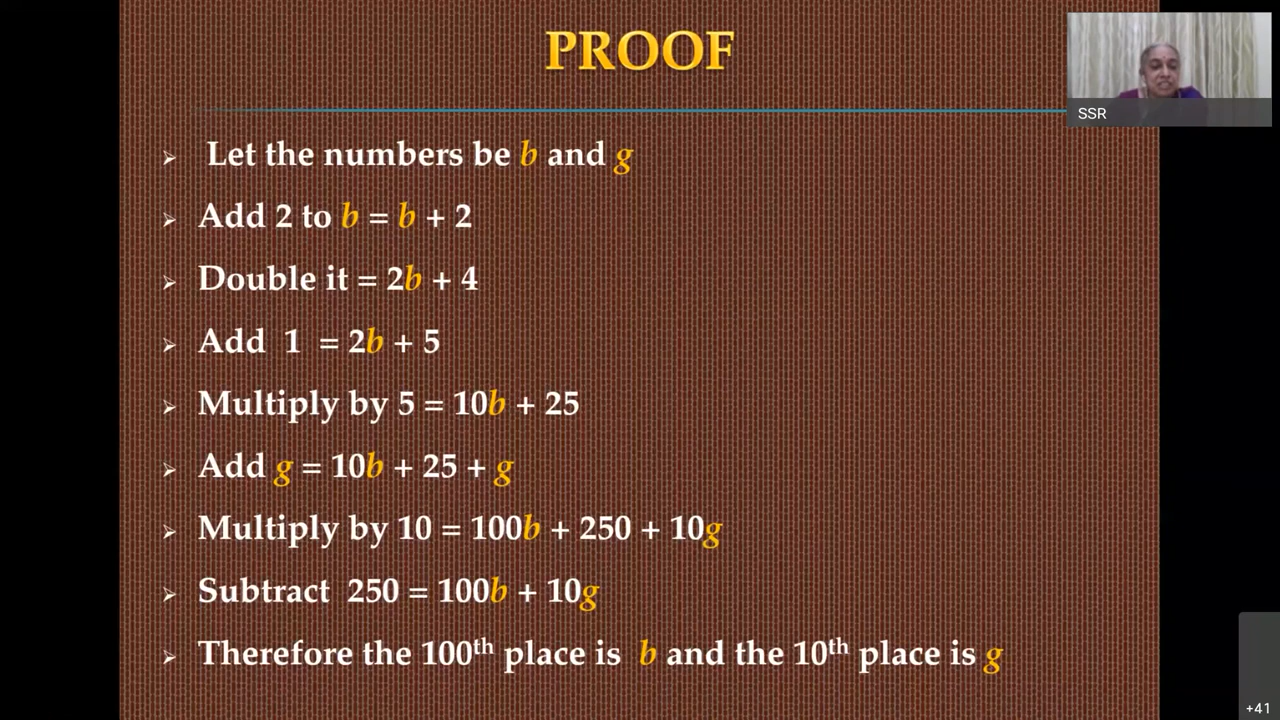 PROOF
SSR
Let the numbers be b and g
Add 2 to b = b + 2
Double it = 2b + 4
Add 1 = 2b + 5
Multiply by 5 = 10b + 25
Add g = 10b + 25 + g
Multiply by 10 = 100b + 250 + 10g
Subtract 250 = 100b + 10g
Therefore the 100th place is b and the 10th place is g
+41